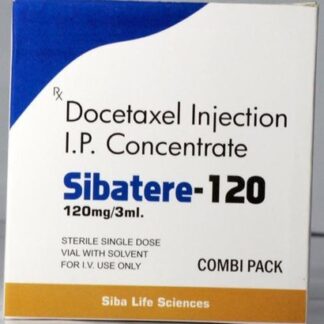 Rx Docetaxel Injection
I.P. Concentrate
Sibatere-120
120mg/3ml.
STERILE SINGLE DOSE
VIAL WITH SOLVENT
FOR I.V. USE ONLY
COMBI PACK
Siba Life Sciences